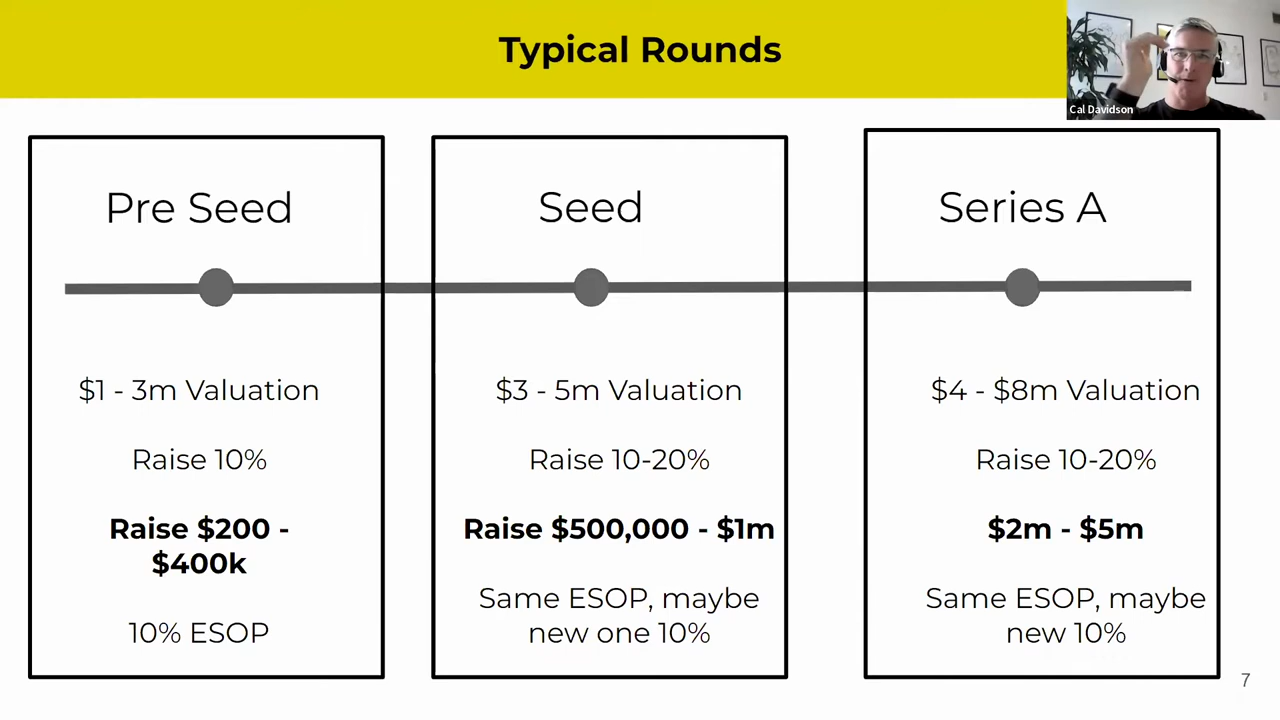 Typical Rounds
Cal Davidson
Pre Seed
$1 - 3m Valuation
Raise 10%
Raise $200 -
$400k
10% ESOP
Seed
$3 - 5m Valuation
Raise 10-20%
Raise $500,000 - $1m
Same ESOP, maybe
new one 10%
Series A
$4 - $8m Valuation
Raise 10-20%
$2m - $5m
Same ESOP, maybe
new 10%
7